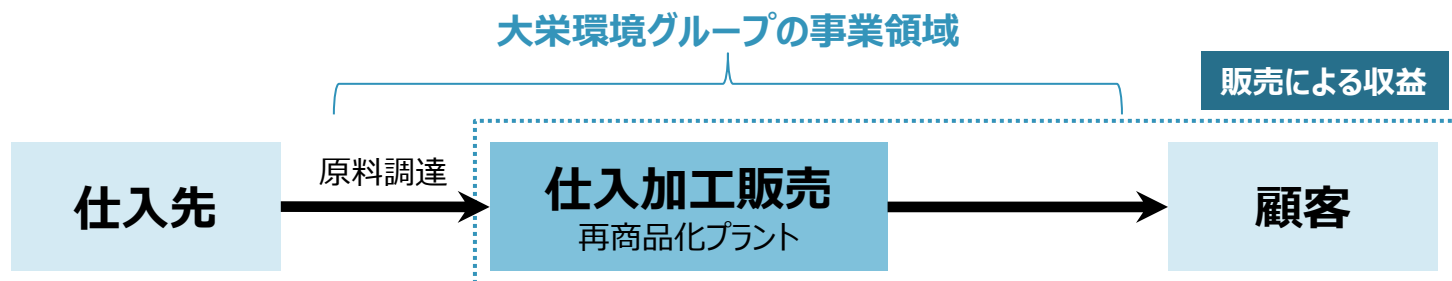 大栄環境グループの事業領域
販売による収益
仕入先
原料調達
仕入加工販売
再商品化プラント
顧客